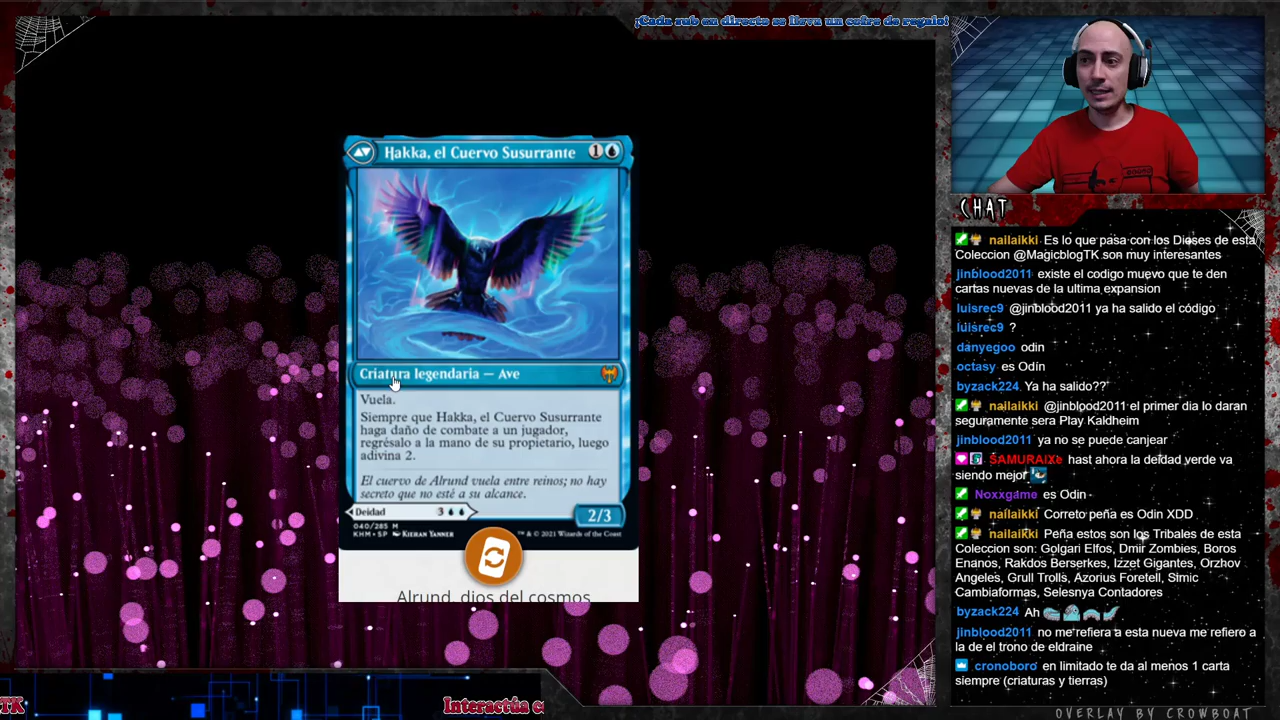 ¡Cada sub en directo se lleva un cofre de regalo!
Hakka, el Cuervo Susurrante 1
Criatura legendaria — Ave
Vuela.
Siempre que Hakka, el Cuervo Susurrante
haga daño de combate a un jugador,
regrésalo a la mano de su propietario, luego
adivina 2.
El cuervo de Alrund vuela entre reinos; no hay
secreto que no esté a su alcance.
Deidad 3
2/3
040/285 M
KHM • SP KIERAN YANNER
™ & © 2021 Wizards of the Coast
Alrund, dios del cosmos
CHAT
nailaikki Es lo que pasa con los Dioses de esta
Coleccion @MagicblogTK son muy interesantes
jinblood2011 existe el codigo muevo que te den
cartas nuevas de la ultima expansion
luisrec9 @jinblood2011 ya ha salido el código
luisrec9 ?
danyegoo odin
octasy es Odín
byzack224 Ya ha salido??
nailaikki @jinblood2011 el primer dia lo daran
seguramente sera Play Kaldheim
jinblood2011 ya no se puede canjear
SAMURAIXe hast ahora la deidad verde va
siendo mejor
Noxxgame es Odin
nailaikki Correto peña es Odin XDD
nailaikki Peña estos son los Tribales de esta
Coleccion son: Golgari Elfos, Dmir Zombies, Boros
Enanos, Rakdos Berserkes, Izzet Gigantes, Orzhov
Angeles, Grull Trolls, Azorius Foretell, Simic
Cambiaformas, Selesnya Contadores
byzack224 Ah
jinblood2011 no me refiera a esta nueva me refiero a
la de el trono de eldraine
cronoboro en limitado te da al menos 1 carta
siempre (criaturas y tierras)
TK Interactúa c
OVERLAY BY CROWBOAT